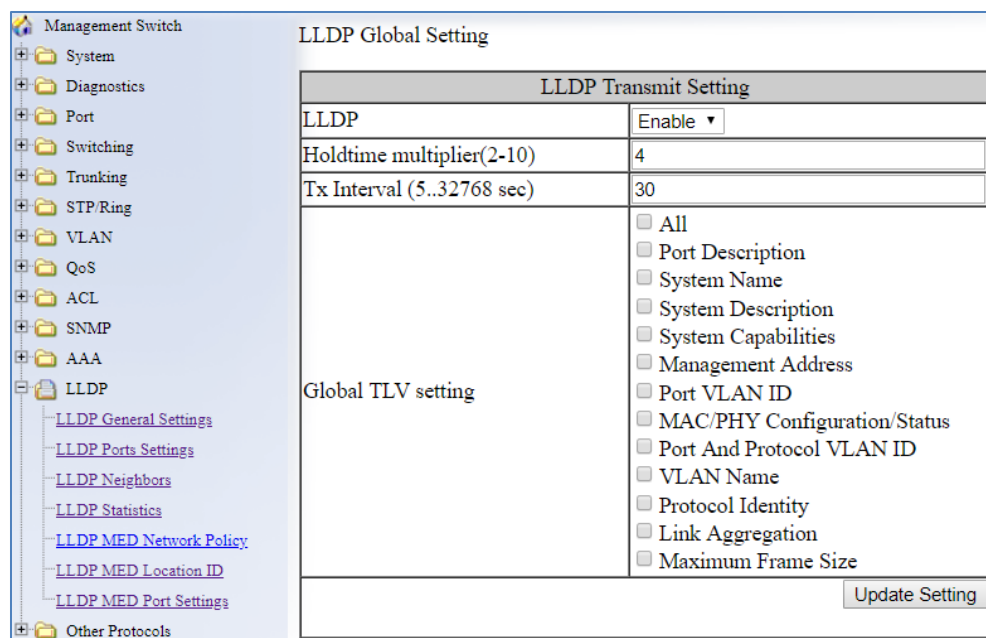 Management Switch
System
Diagnostics
Port
Switching
Trunking
STP/Ring
VLAN
QoS
ACL
SNMP
AAA
LLDP
LLDP General Settings
LLDP Ports Settings
LLDP Neighbors
LLDP Statistics
LLDP MED Network Policy
LLDP MED Location ID
LLDP MED Port Settings
Other Protocols
LLDP Global Setting
LLDP Transmit Setting
LLDP Enable
Holdtime multiplier(2-10) 4
Tx Interval (5..32768 sec) 30
Global TLV setting
All
Port Description
System Name
System Description
System Capabilities
Management Address
Port VLAN ID
MAC/PHY Configuration/Status
Port And Protocol VLAN ID
VLAN Name
Protocol Identity
Link Aggregation
Maximum Frame Size
Update Setting